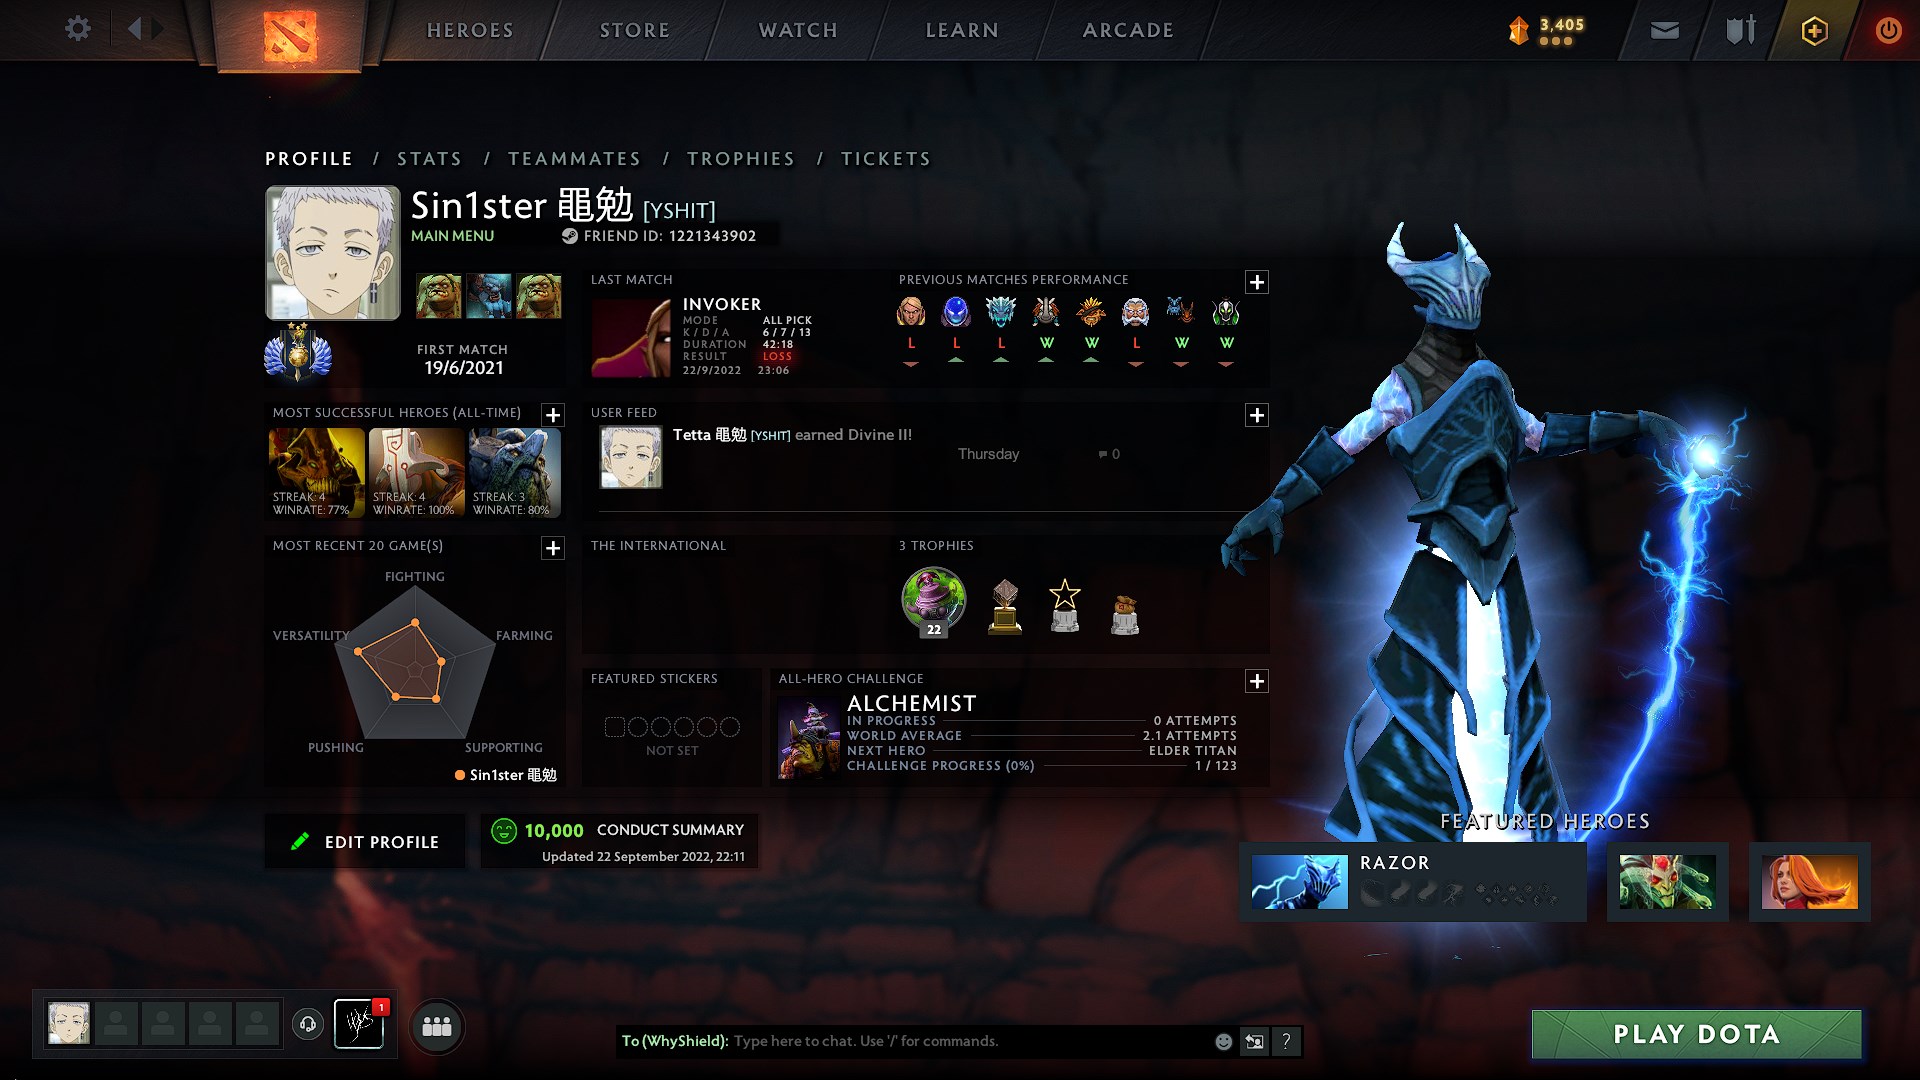 HEROES
STORE
WATCH
LEARN
ARCADE
3,405
PROFILE / STATS / TEAMMATES / TROPHIES / TICKETS
Sin1ster 黽勉 [YSHIT]
MAIN MENU
FRIEND ID: 1221343902
FIRST MATCH
19/6/2021
LAST MATCH
INVOKER
MODE ALL PICK
K / D / A 6 / 7 / 13
DURATION 42:18
RESULT LOSS
22/9/2022 23:06
PREVIOUS MATCHES PERFORMANCE
L L L W W L W W
MOST SUCCESSFUL HEROES (ALL-TIME)
STREAK: 4 STREAK: 4 STREAK: 3
WINRATE: 77% WINRATE: 100% WINRATE: 80%
USER FEED
Tetta 黽勉 [YSHIT] earned Divine II!
Thursday 0
MOST RECENT 20 GAME(S)
FIGHTING
VERSATILITY
FARMING
PUSHING
SUPPORTING
Sin1ster 黽勉
THE INTERNATIONAL
3 TROPHIES
22
FEATURED STICKERS
NOT SET
ALL-HERO CHALLENGE
ALCHEMIST
IN PROGRESS 0 ATTEMPTS
WORLD AVERAGE 2.1 ATTEMPTS
NEXT HERO ELDER TITAN
CHALLENGE PROGRESS (0%) 1 / 123
EDIT PROFILE
10,000 CONDUCT SUMMARY
Updated 22 September 2022, 22:11
FEATURED HEROES
RAZOR
1
To (WhyShield): Type here to chat. Use '/' for commands.
?
PLAY DOTA